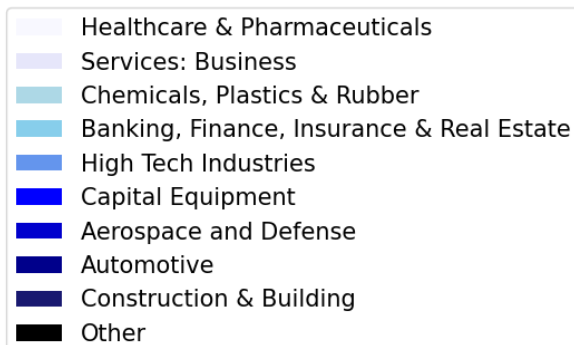 Healthcare & Pharmaceuticals
Services: Business
Chemicals, Plastics & Rubber
Banking, Finance, Insurance & Real Estate
High Tech Industries
Capital Equipment
Aerospace and Defense
Automotive
Construction & Building
Other